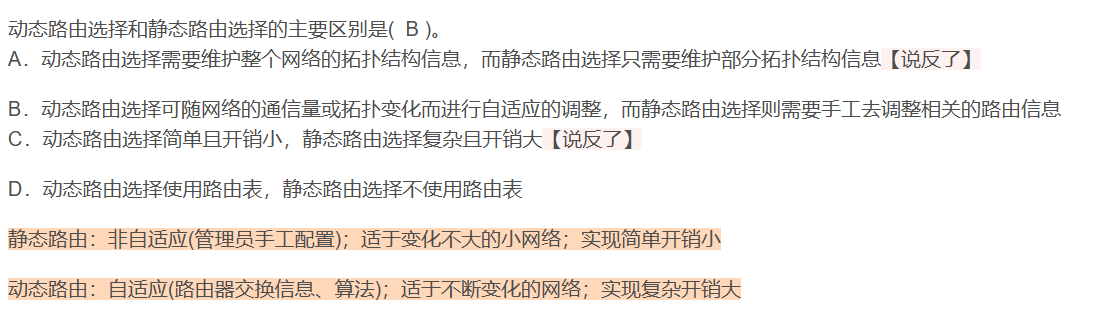 动态路由选择和静态路由选择的主要区别是( B )。
A．动态路由选择需要维护整个网络的拓扑结构信息，而静态路由选择只需要维护部分拓扑结构信息【说反了】
B．动态路由选择可随网络的通信量或拓扑变化而进行自适应的调整，而静态路由选择则需要手工去调整相关的路由信息
C．动态路由选择简单且开销小，静态路由选择复杂且开销大【说反了】
D．动态路由选择使用路由表，静态路由选择不使用路由表
静态路由：非自适应(管理员手工配置)；适于变化不大的小网络；实现简单开销小
动态路由：自适应(路由器交换信息、算法)；适于不断变化的网络；实现复杂开销大